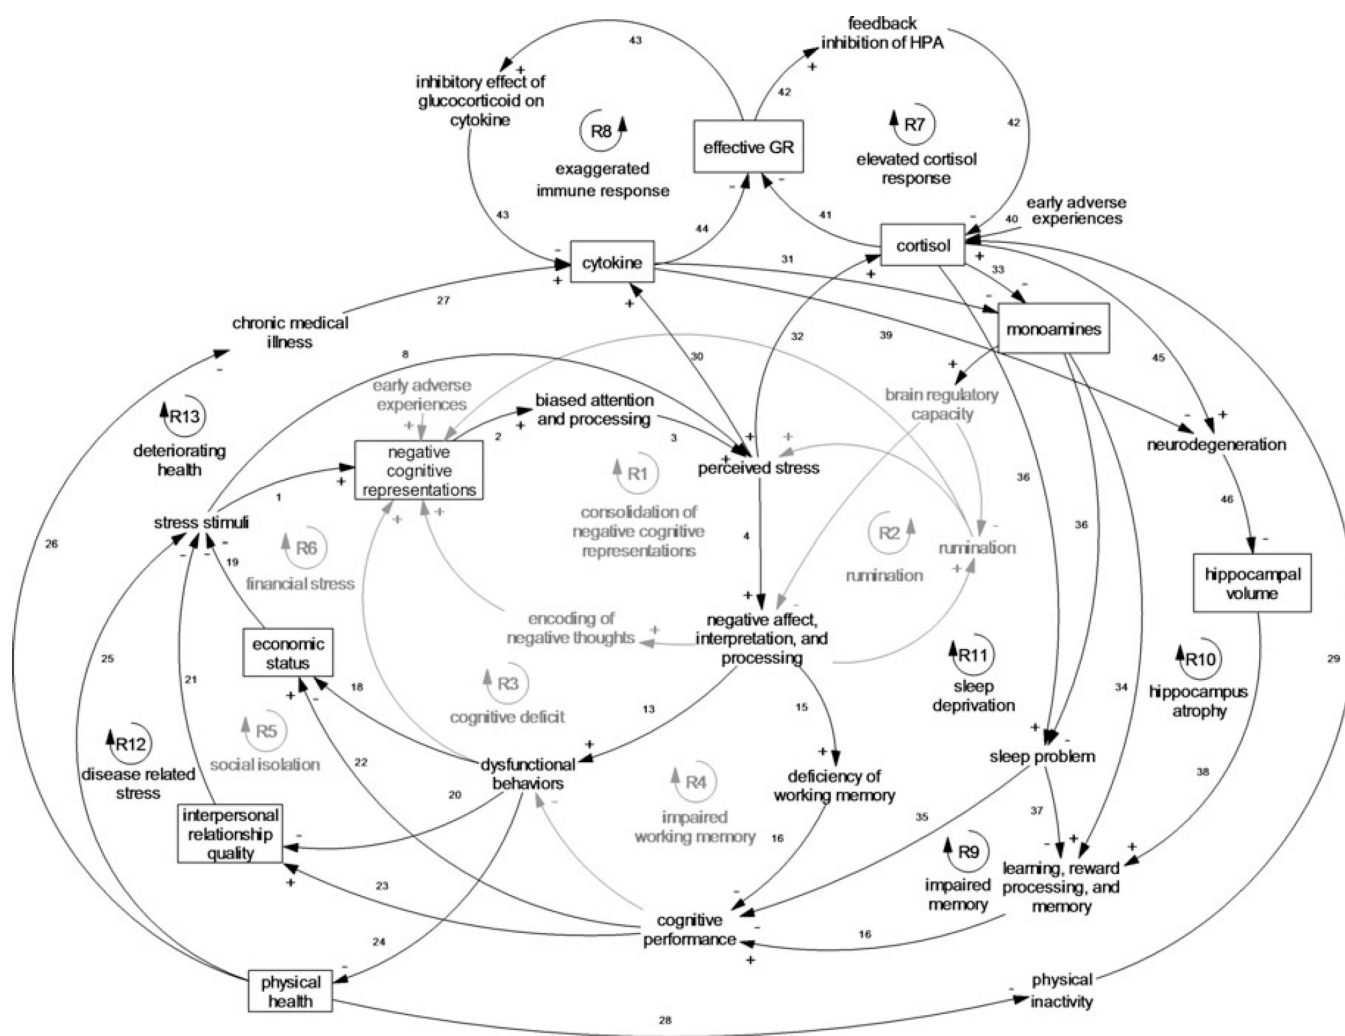 feedback
inhibition of HPA
43
+
+
inhibitory effect of
glucocorticoid on
cytokine
42
42
R8
effective GR
R7
exaggerated
immune response
elevated cortisol
response
-
-
43
44
41
-
early adverse
experiences
40
-
+
cytokine
+
31
+
cortisol
+
33
-
-
monoamines
27
chronic medical
illness
-
8
+
30
32
39
45
+
R13
deteriorating
health
early adverse
experiences
+
2
+
biased attention
and processing
3
+
+
brain regulatory
capacity
-
+
neurodegeneration
negative
cognitive
representations
perceived stress
+
R1
consolidation of
negative cognitive
representations
1
+
stress stimuli
-
-
-
+
+
36
36
46
26
R6
financial stress
19
4
R2
rumination
-
rumination
+
-
hippocampal
volume
encoding of
negative thoughts
+
+
-
negative affect,
interpretation, and
processing
economic
status
+
-
25
21
18
R3
cognitive deficit
13
15
R11
sleep
deprivation
34
R10
hippocampus
atrophy
29
R12
disease related
stress
R5
social isolation
22
+
dysfunctional
behaviors
-
+
deficiency of
working memory
+
-
sleep problem
20
R4
impaired
working memory
38
interpersonal
relationship
quality
-
+
16
35
37
R9
impaired
memory
-
+
+
learning, reward
processing, and
memory
23
-
cognitive
performance
-
+
16
24
-
physical
health
28
-
physical
inactivity